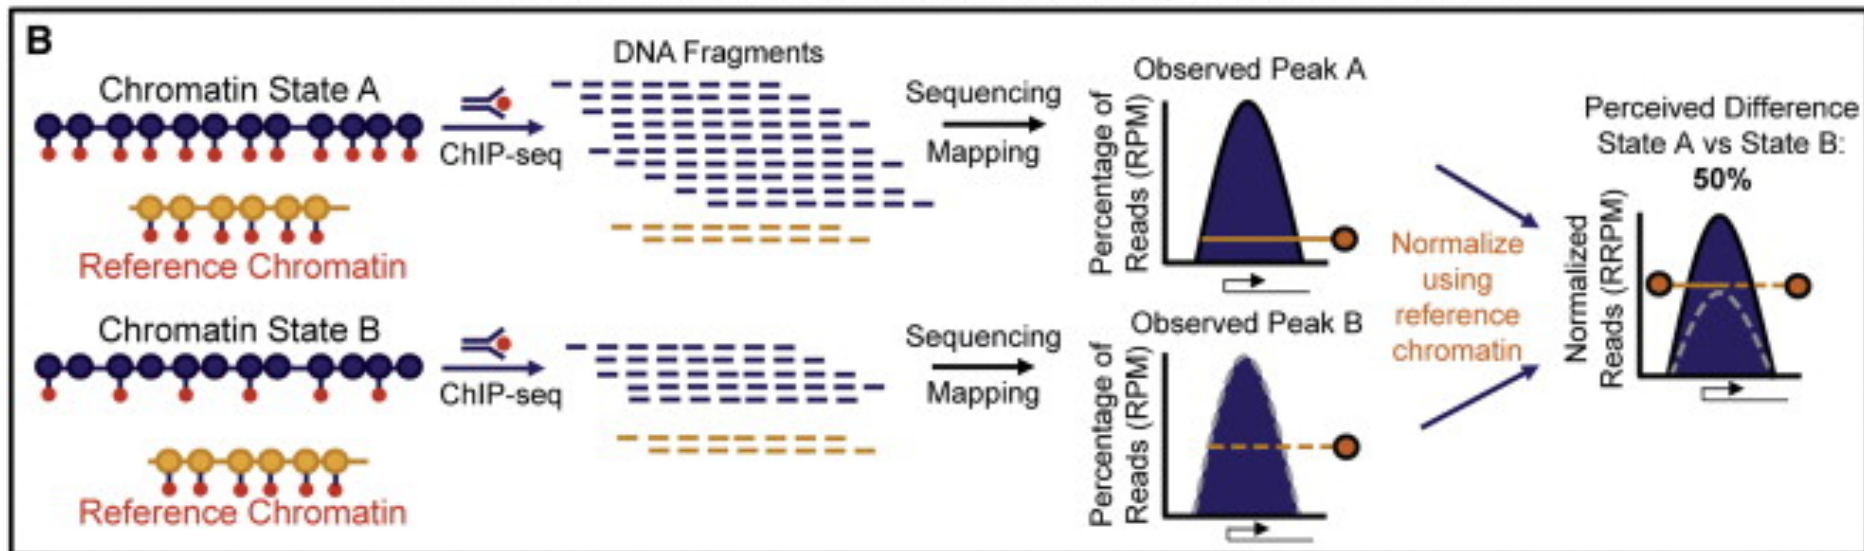 B
Chromatin State A
ChIP-seq
DNA Fragments
Sequencing
Mapping
Observed Peak A
Percentage of
Reads (RPM)
Reference Chromatin
Chromatin State B
ChIP-seq
Sequencing
Mapping
Observed Peak B
Percentage of
Reads (RPM)
Reference Chromatin
Normalize
using
reference
chromatin
Perceived Difference
State A vs State B:
50%
Normalized
Reads (RRPM)